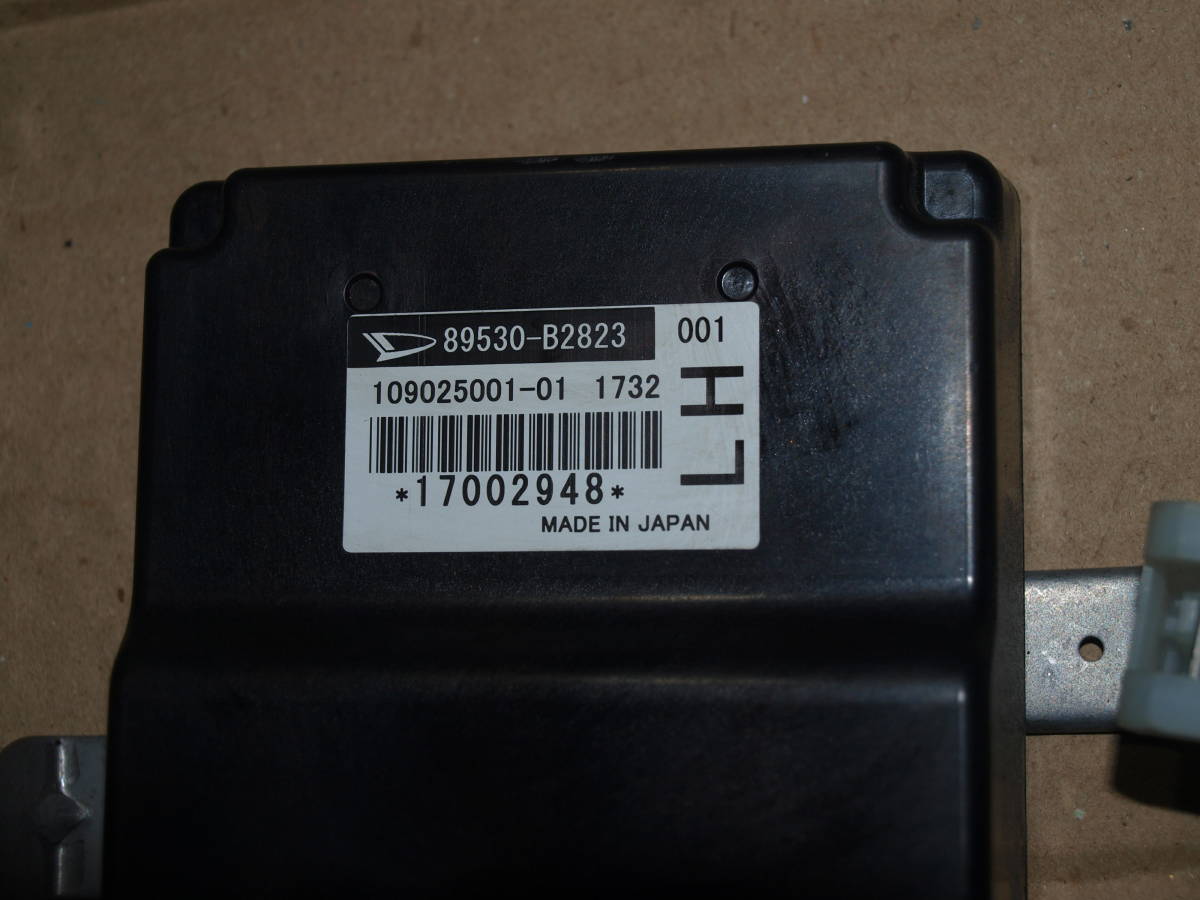 89530-B2823 001
109025001-01 1732
*17002948*
LH
MADE IN JAPAN